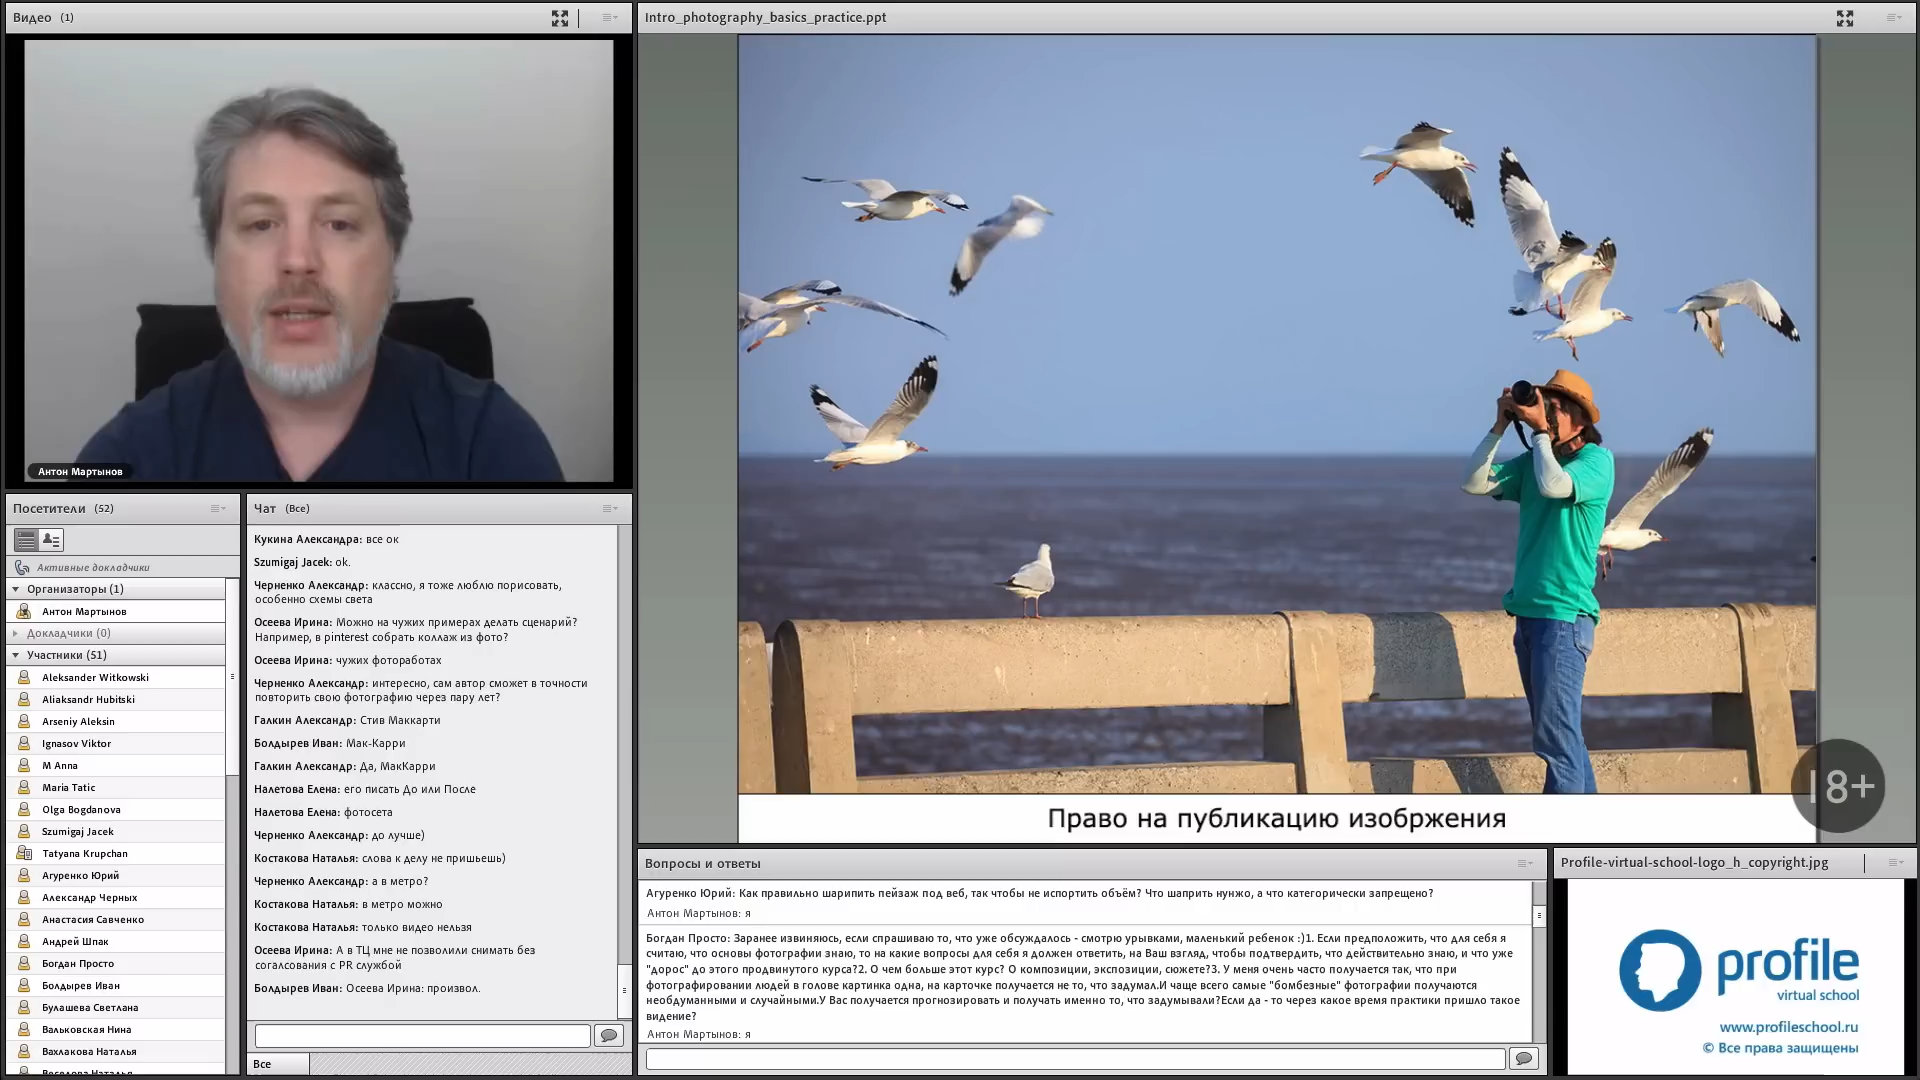 Видео (1)
Антон Мартынов
Посетители (52)
Активные докладчики
Организаторы (1)
Антон Мартынов
Докладчики (0)
Участники (51)
Aleksander Witkowski
Aliaksandr Hubitski
Arseniy Aleksin
Ignasov Viktor
M Anna
Maria Tatic
Olga Bogdanova
Szumigaj Jacek
Tatyana Krupchan
Агуренко Юрий
Александр Черных
Анастасия Савченко
Андрей Шпак
Богдан Просто
Болдырев Иван
Булашева Светлана
Вальковская Нина
Вахлакова Наталья
Чат (Все)
Кукина Александра: все ок
Szumigaj Jacek: ok.
Черненко Александр: классно, я тоже люблю порисовать,
особенно схемы света
Осеева Ирина: Можно на чужих примерах делать сценарий?
Например, в pinterest собрать коллаж из фото?
Осеева Ирина: чужих фотоработах
Черненко Александр: интересно, сам автор сможет в точности
повторить свою фотографию через пару лет?
Галкин Александр: Стив Маккарти
Болдырев Иван: Мак-Карри
Галкин Александр: Да, МакКарри
Налетова Елена: его писать До или После
Налетова Елена: фотосета
Черненко Александр: до лучше)
Костакова Наталья: слова к делу не пришьешь)
Черненко Александр: а в метро?
Костакова Наталья: в метро можно
Костакова Наталья: только видео нельзя
Осеева Ирина: А в ТЦ мне не позволили снимать без
согалсования с PR службой
Болдырев Иван: Осеева Ирина: произвол.
Все
Intro_photography_basics_practice.ppt
18+
Право на публикацию изобржения
Вопросы и ответы
Агуренко Юрий: Как правильно шарипить пейзаж под веб, так чтобы не испортить объём? Что шаприть нунжо, а что категорически запрещено?
Антон Мартынов: я
Богдан Просто: Заранее извиняюсь, если спрашиваю то, что уже обсуждалось - смотрю урывками, маленький ребенок :)1. Если предположить, что для себя я
считаю, что основы фотографии знаю, то на какие вопросы для себя я должен ответить, на Ваш взгляд, чтобы подтвердить, что действительно знаю, и что уже
"дорос" до этого продвинутого курса?2. О чем больше этот курс? О композиции, экспозиции, сюжете?3. У меня очень часто получается так, что при
фотографировании людей в голове картинка одна, на карточке получается не то, что задумал.И чаще всего самые "бомбезные" фотографии получаются
необдуманными и случайными.У Вас получается прогнозировать и получать именно то, что задумывали?Если да - то через какое время практики пришло такое
видение?
Антон Мартынов: я
Profile-virtual-school-logo_h_copyright.jpg
profile
virtual school
www.profileschool.ru
© Все права защищены